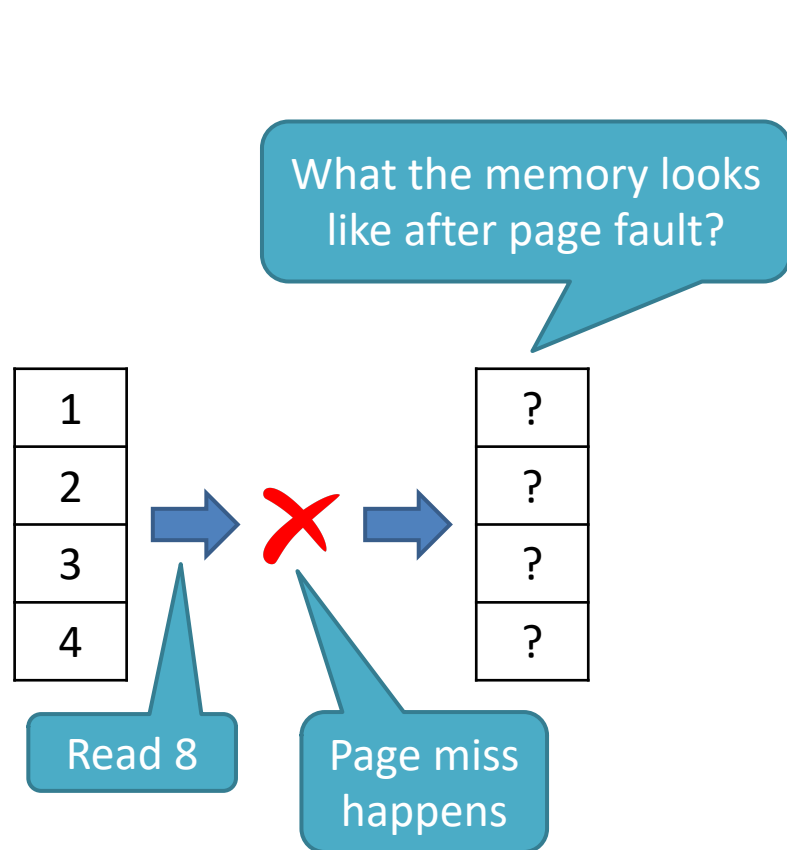 What the memory looks
like after page fault?
1
2
3
4
?
?
?
?
Read 8
Page miss
happens